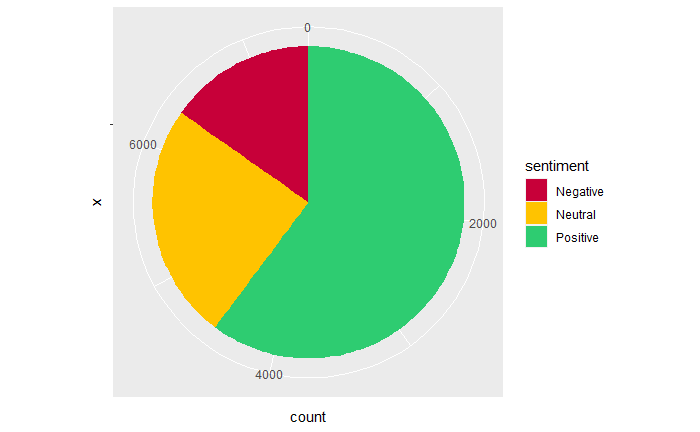 0
2000
4000
6000
x
count
sentiment
Negative
Neutral
Positive